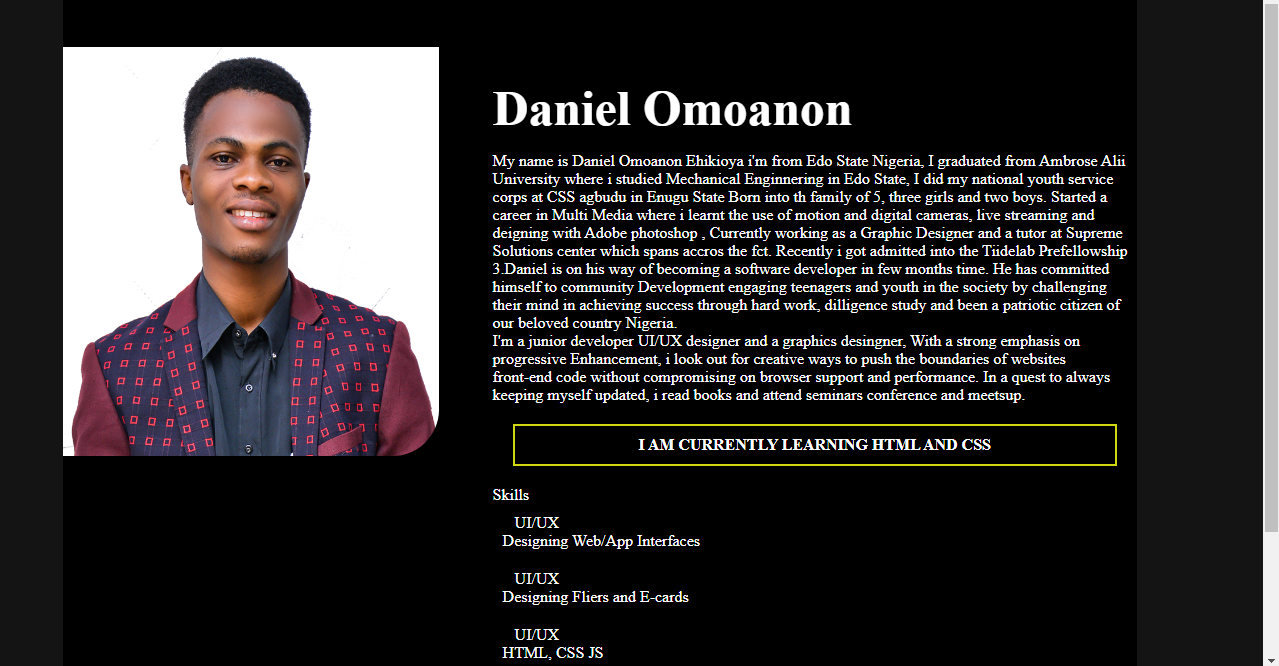 Daniel Omoanon
My name is Daniel Omoanon Ehikioya i'm from Edo State Nigeria, I graduated from Ambrose Alii
University where i studied Mechanical Enginnering in Edo State, I did my national youth service
corps at CSS agbudu in Enugu State Born into th family of 5, three girls and two boys. Started a
career in Multi Media where i learnt the use of motion and digital cameras, live streaming and
deigning with Adobe photoshop , Currently working as a Graphic Designer and a tutor at Supreme
Solutions center which spans accros the fct. Recently i got admitted into the Tiidelab Prefellowship
3.Daniel is on his way of becoming a software developer in few months time. He has committed
himself to community Development engaging teenagers and youth in the society by challenging
their mind in achieving success through hard work, dilligence study and been a patriotic citizen of
our beloved country Nigeria.
I'm a junior developer UI/UX designer and a graphics desingner, With a strong emphasis on
progressive Enhancement, i look out for creative ways to push the boundaries of websites
front-end code without compromising on browser support and performance. In a quest to always
keeping myself updated, i read books and attend seminars conference and meetsup.
I AM CURRENTLY LEARNING HTML AND CSS
Skills
UI/UX
Designing Web/App Interfaces
UI/UX
Designing Fliers and E-cards
UI/UX
HTML, CSS JS